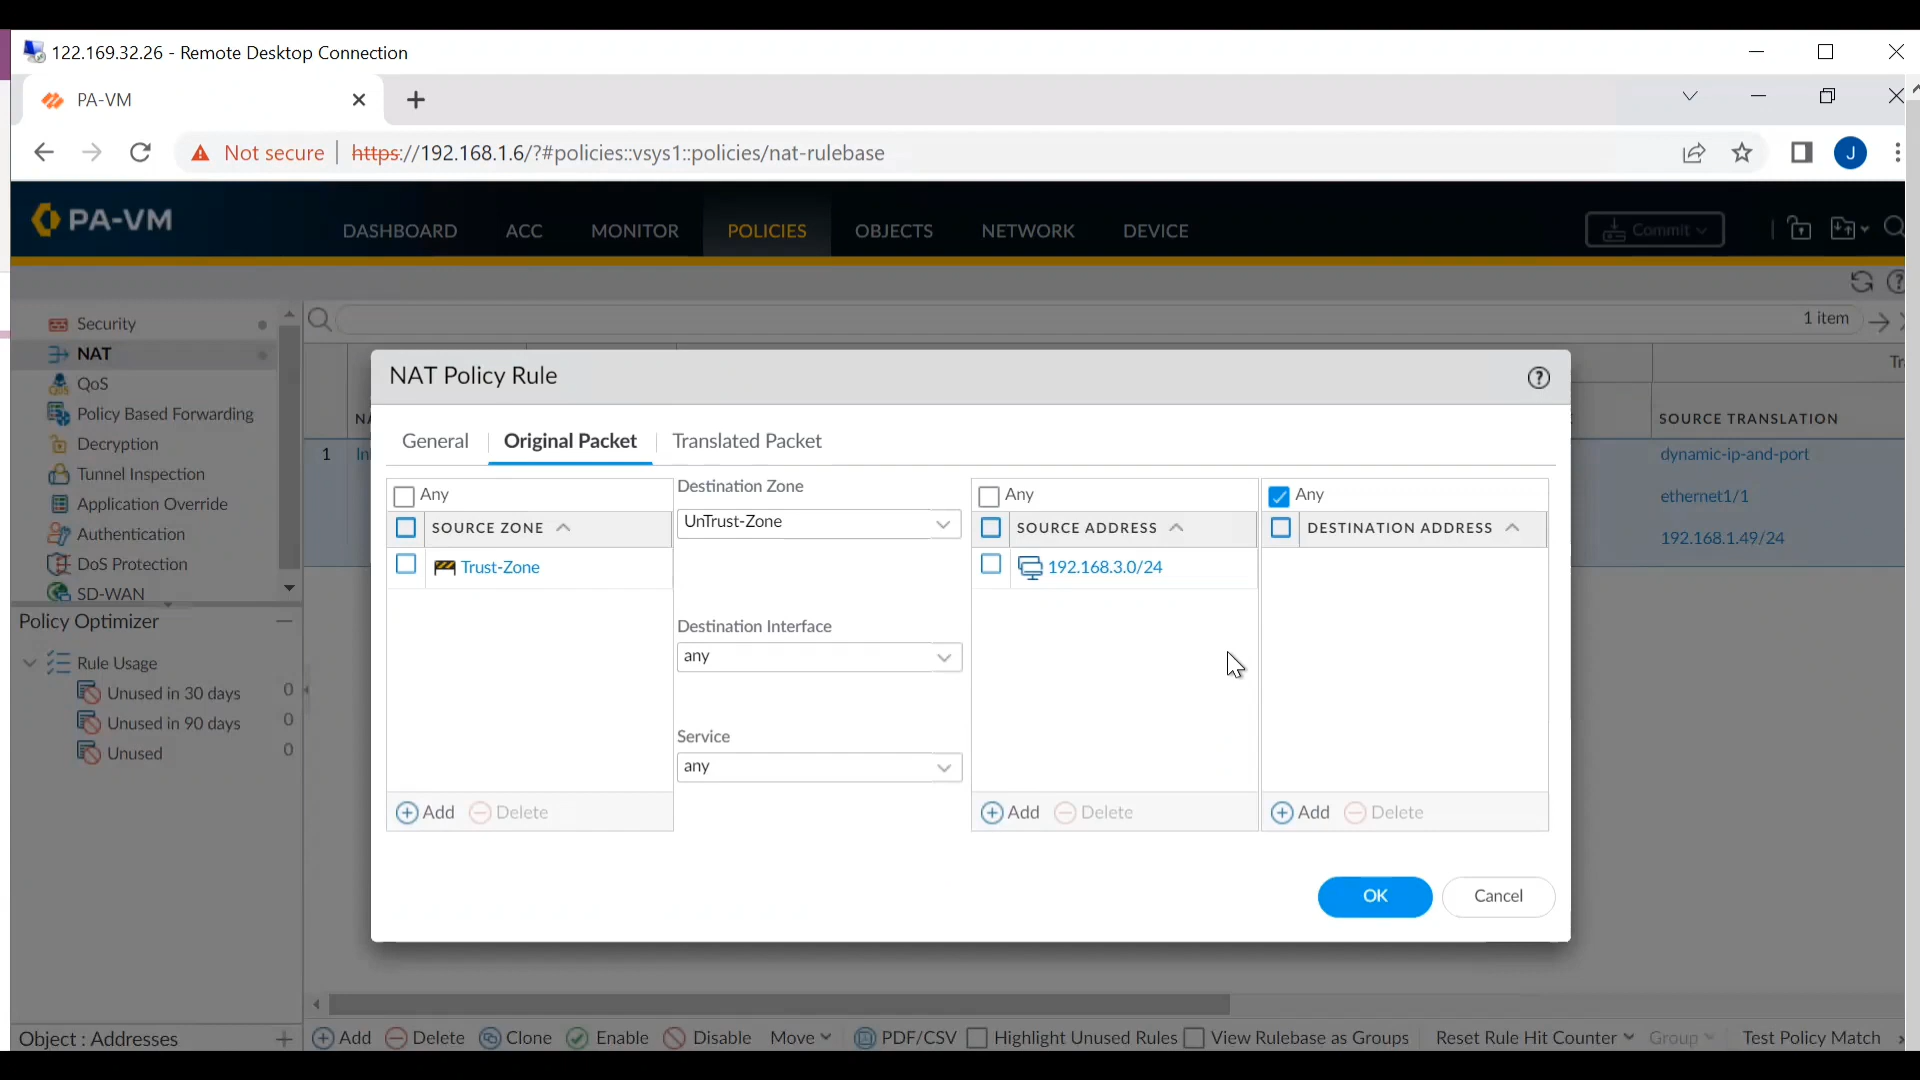 122.169.32.26 - Remote Desktop Connection
PA-VM
Not secure
https://192.168.1.6/?#policies::vsys1::policies/nat-rulebase
J
PA-VM
DASHBOARD
ACC
MONITOR
POLICIES
OBJECTS
NETWORK
DEVICE
Commit
Security
NAT
QoS
Policy Based Forwarding
Decryption
Tunnel Inspection
Application Override
Authentication
DoS Protection
SD-WAN
Policy Optimizer
Rule Usage
Unused in 30 days 0
Unused in 90 days 0
Unused 0
Object : Addresses
1 item
SOURCE TRANSLATION
1
dynamic-ip-and-port
ethernet1/1
192.168.1.49/24
NAT Policy Rule
General
Original Packet
Translated Packet
Any
SOURCE ZONE
Trust-Zone
Add Delete
Destination Zone
UnTrust-Zone
Destination Interface
any
Service
any
Any
SOURCE ADDRESS
192.168.3.0/24
Add Delete
Any
DESTINATION ADDRESS
Add Delete
OK
Cancel
Add Delete Clone Enable Disable Move PDF/CSV Highlight Unused Rules View Rulebase as Groups Reset Rule Hit Counter Group Test Policy Match